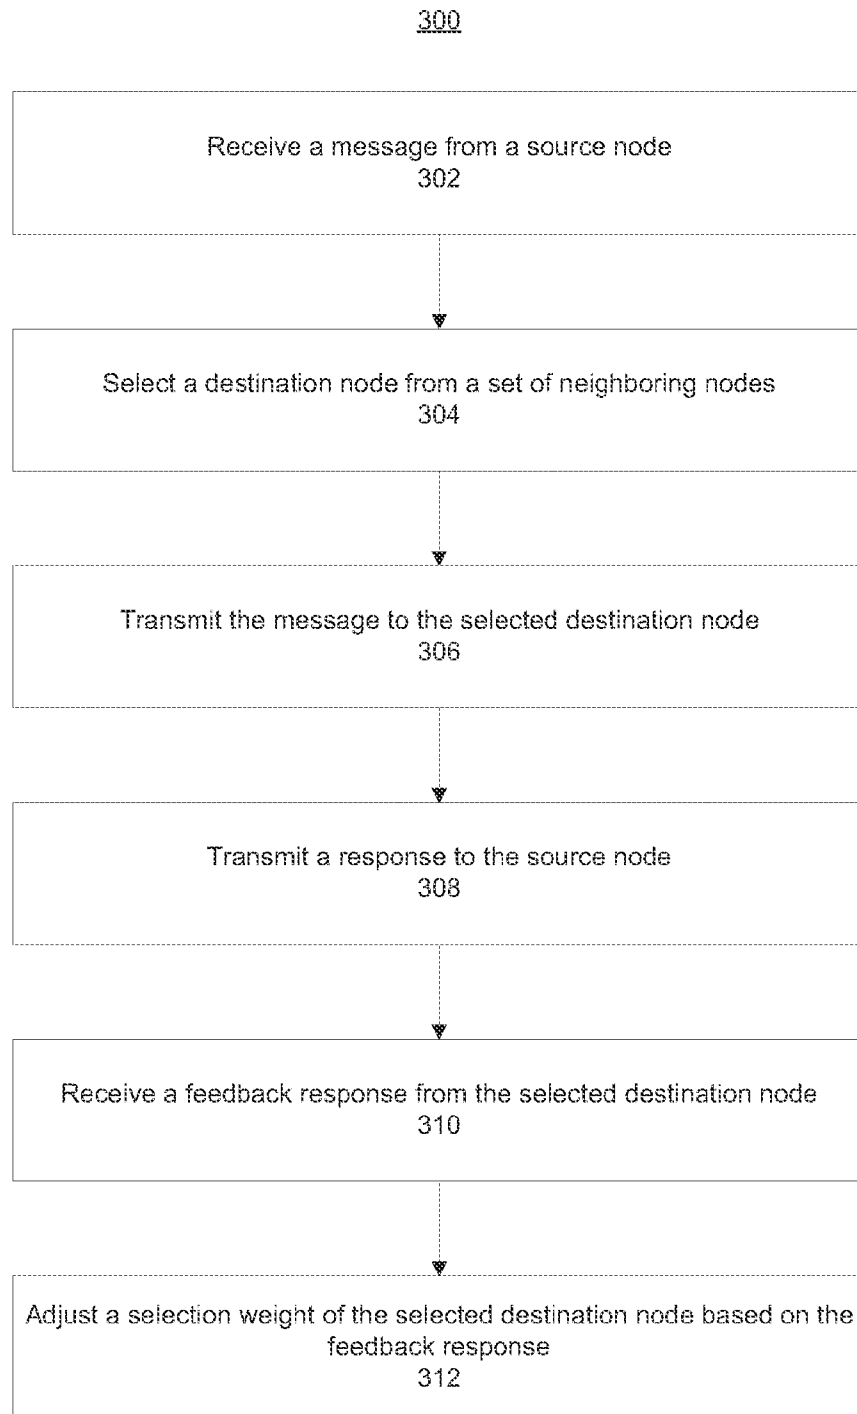 300
Receive a message from a source node
302
Select a destination node from a set of neighboring nodes
304
Transmit the message to the selected destination node
306
Transmit a response to the source node
308
Receive a feedback response from the selected destination node
310
Adjust a selection weight of the selected destination node based on the
feedback response
312